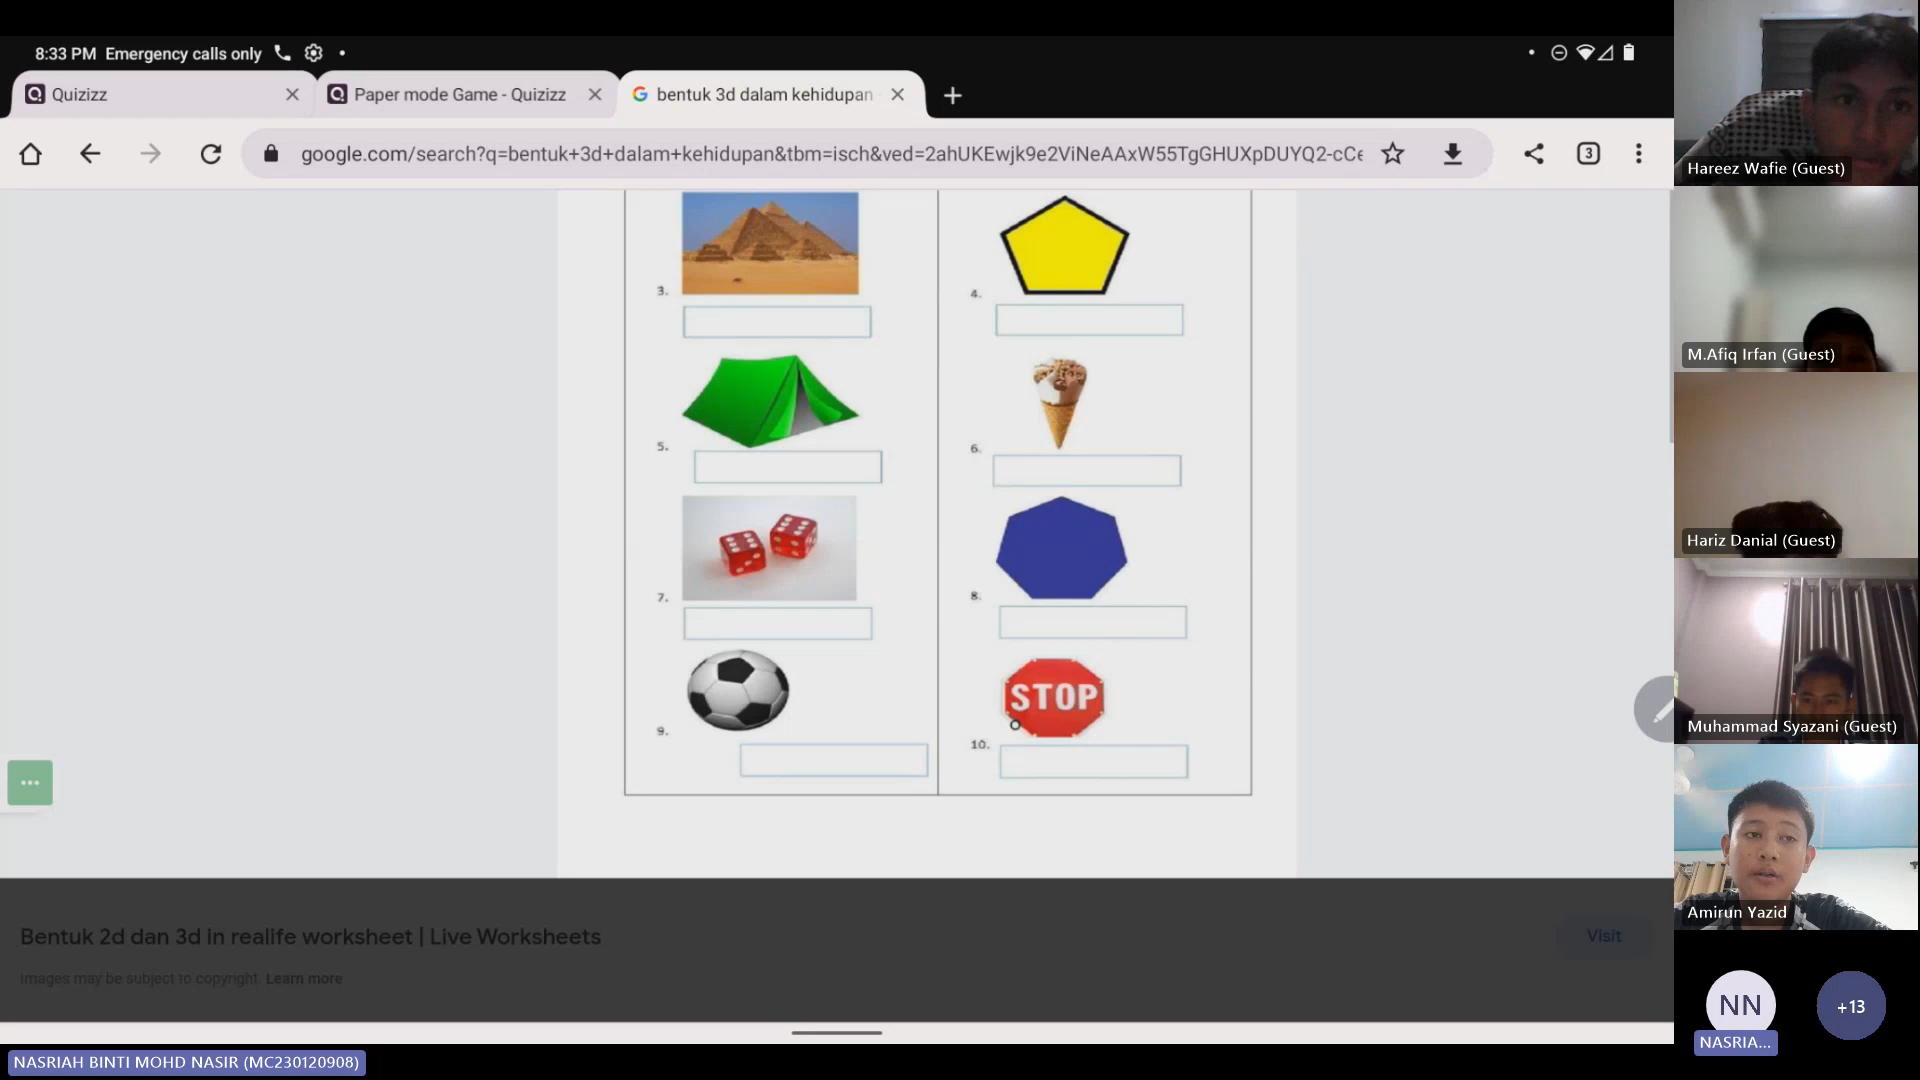 8:33 PM Emergency calls only
Quizizz
Paper mode Game - Quizizz
bentuk 3d dalam kehidupan
google.com/search?q=bentuk+3d+dalam+kehidupan&tbm=isch&ved=2ahUKEwjk9e2ViNeAAxW55TgGHUXpDUYQ2-cCe
3
3.
4.
5.
6.
7.
8.
9.
STOP
10.
Bentuk 2d dan 3d in realife worksheet | Live Worksheets
Visit
Images may be subject to copyright. Learn more
NASRIAH BINTI MOHD NASIR (MC230120908)
Hareez Wafie (Guest)
M.Afiq Irfan (Guest)
Hariz Danial (Guest)
Muhammad Syazani (Guest)
Amirun Yazid
NN
+13
NASRIA...